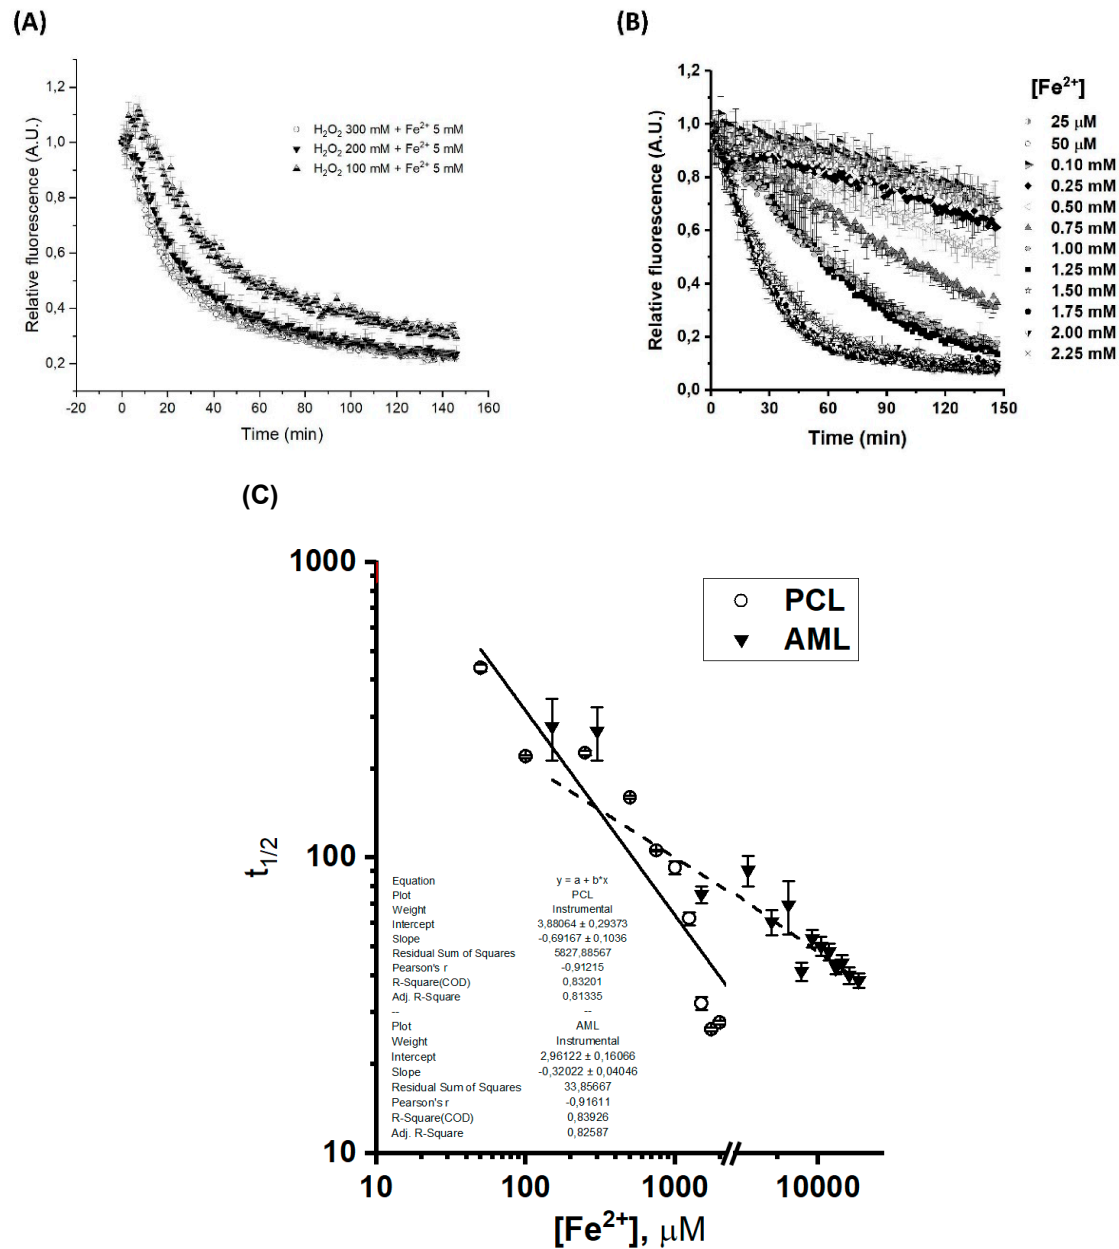 (A)
1,2
1,0
0,8
0,6
0,4
0,2
Relative fluorescence (A.U.)
H₂O₂ 300 mM + Fe²⁺ 5 mM
H₂O₂ 200 mM + Fe²⁺ 5 mM
H₂O₂ 100 mM + Fe²⁺ 5 mM
-20 0 20 40 60 80 100 120 140 160
Time (min)
(B)
1,2
1,0
0,8
0,6
0,4
0,2
0,0
Relative fluorescence (A.U.)
0 30 60 90 120 150
Time (min)
[Fe²⁺]
25 µM
50 µM
0.10 mM
0.25 mM
0.50 mM
0.75 mM
1.00 mM
1.25 mM
1.50 mM
1.75 mM
2.00 mM
2.25 mM
(C)
1000
100
10
t₁/₂
PCL
AML
Equation y = a + b*x
Plot PCL
Weight Instrumental
Intercept 3,88064 ± 0,29373
Slope -0,69167 ± 0,1036
Residual Sum of Squares 5827,88567
Pearson's r -0,91215
R-Square(COD) 0,83201
Adj. R-Square 0,81335
-- --
Plot AML
Weight Instrumental
Intercept 2,96122 ± 0,16066
Slope -0,32022 ± 0,04046
Residual Sum of Squares 33,85667
Pearson's r -0,91611
R-Square(COD) 0,83926
Adj. R-Square 0,82587
10 100 1000 10000
[Fe²⁺], µM